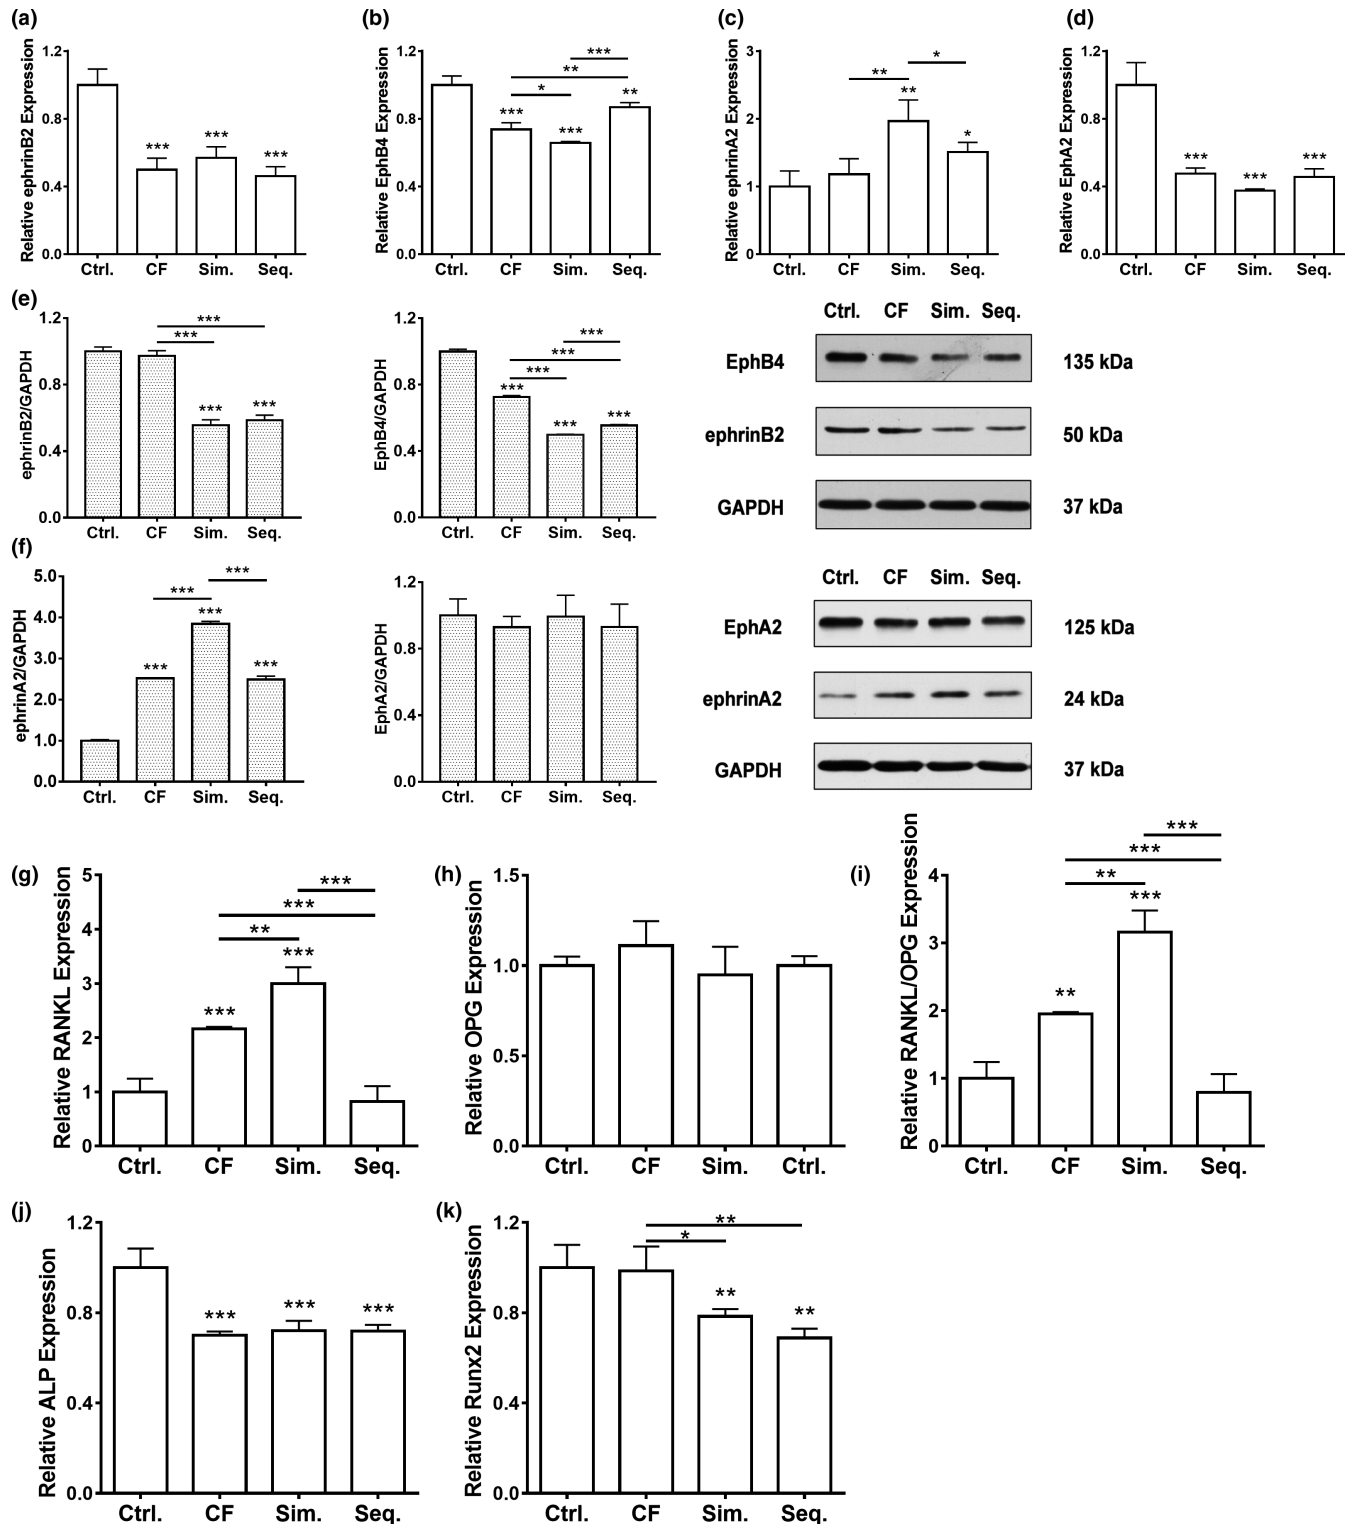 (a)
Relative ephrinB2 Expression
1.2
0.8
0.4
0.0
***
***
***
Ctrl. CF Sim. Seq.
(b)
Relative EphB4 Expression
1.2
0.8
0.4
0.0
***
**
*
***
***
**
Ctrl. CF Sim. Seq.
(c)
Relative ephrinA2 Expression
3
2
1
0
*
**
**
*
Ctrl. CF Sim. Seq.
(d)
Relative EphA2 Expression
1.2
0.8
0.4
0.0
***
***
***
Ctrl. CF Sim. Seq.
(e)
ephrinB2/GAPDH
1.2
0.8
0.4
0.0
***
***
***
***
Ctrl. CF Sim. Seq.
EphB4/GAPDH
1.2
0.8
0.4
0.0
***
***
***
***
***
***
Ctrl. CF Sim. Seq.
Ctrl. CF Sim. Seq.
EphB4 135 kDa
ephrinB2 50 kDa
GAPDH 37 kDa
(f)
ephrinA2/GAPDH
5.0
4.0
3.0
2.0
1.0
0.0
***
***
***
***
***
Ctrl. CF Sim. Seq.
EphA2/GAPDH
1.2
0.8
0.4
0.0
Ctrl. CF Sim. Seq.
Ctrl. CF Sim. Seq.
EphA2 125 kDa
ephrinA2 24 kDa
GAPDH 37 kDa
(g)
Relative RANKL Expression
5
4
3
2
1
0
***
***
**
***
***
Ctrl. CF Sim. Seq.
(h)
Relative OPG Expression
1.5
1.0
0.5
0.0
Ctrl. CF Sim. Ctrl.
(i)
Relative RANKL/OPG Expression
4
3
2
1
0
***
***
**
***
**
Ctrl. CF Sim. Seq.
(j)
Relative ALP Expression
1.2
0.8
0.4
0.0
***
***
***
Ctrl. CF Sim. Seq.
(k)
Relative Runx2 Expression
1.2
0.8
0.4
0.0
**
*
**
**
Ctrl. CF Sim. Seq.